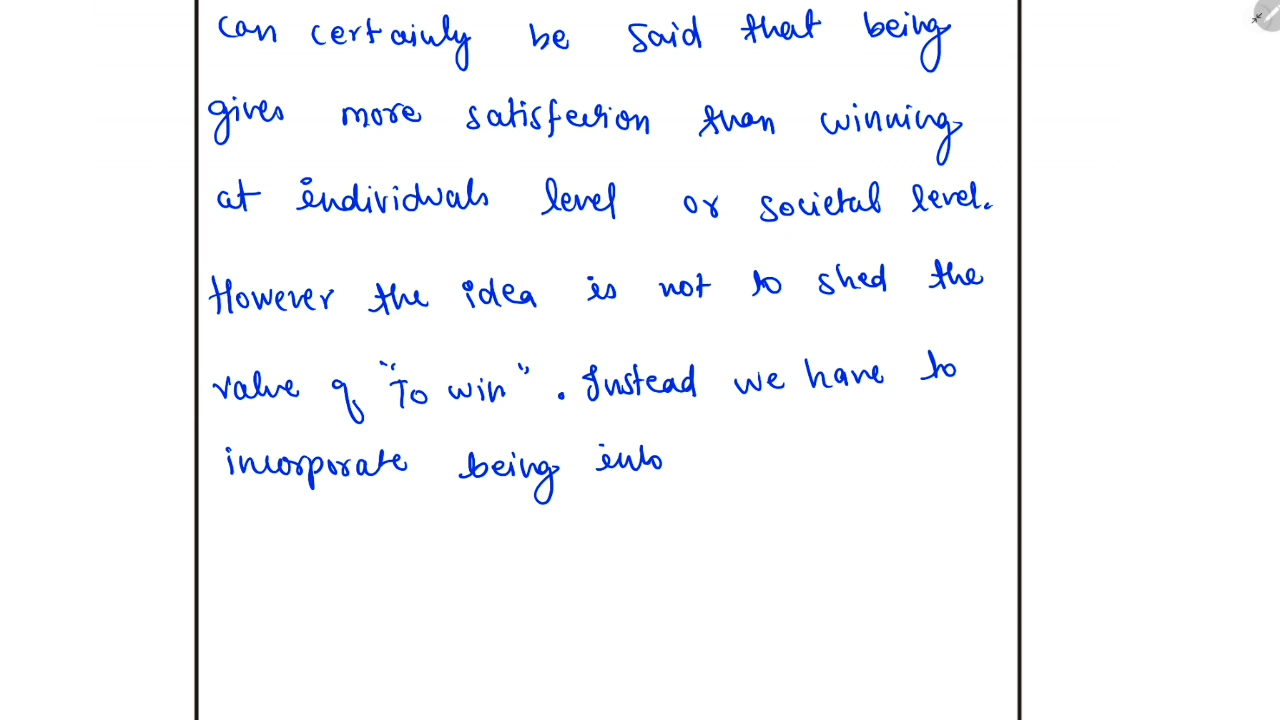 can certainly be said that being
gives more satisfection than winning
at individuals level or societal level.
However the idea is not to shed the
value of "To win". Instead we have to
incorporate being into